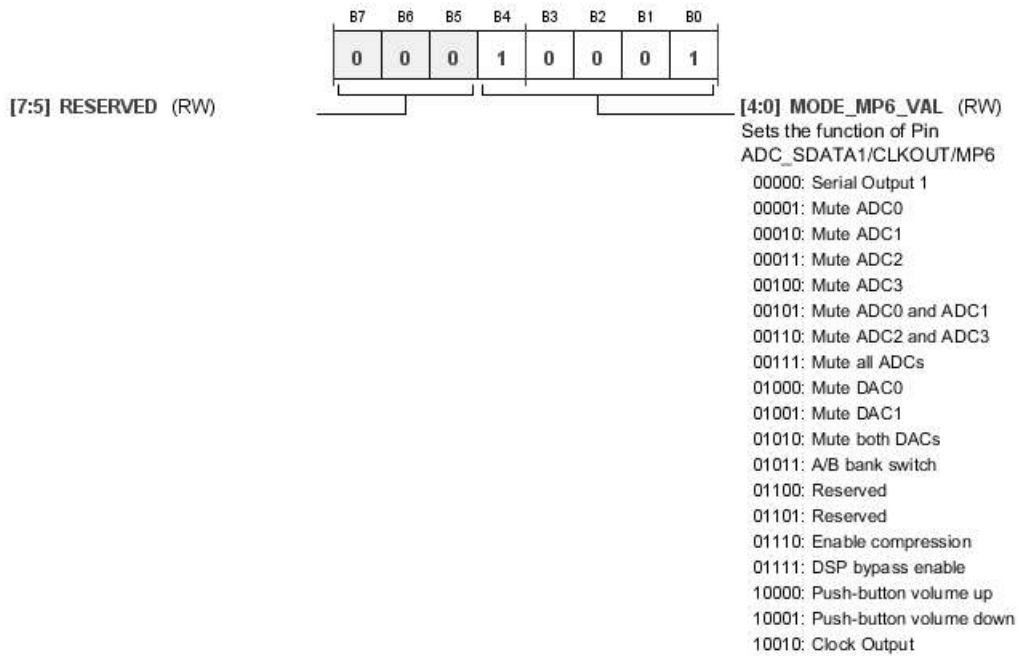 B7 B6 B5 B4 B3 B2 B1 B0
0 0 0 1 0 0 0 1
[7:5] RESERVED (RW)
[4:0] MODE_MP6_VAL (RW)
Sets the function of Pin
ADC_SDATA1/CLKOUT/MP6
00000: Serial Output 1
00001: Mute ADC0
00010: Mute ADC1
00011: Mute ADC2
00100: Mute ADC3
00101: Mute ADC0 and ADC1
00110: Mute ADC2 and ADC3
00111: Mute all ADCs
01000: Mute DAC0
01001: Mute DAC1
01010: Mute both DACs
01011: A/B bank switch
01100: Reserved
01101: Reserved
01110: Enable compression
01111: DSP bypass enable
10000: Push-button volume up
10001: Push-button volume down
10010: Clock Output